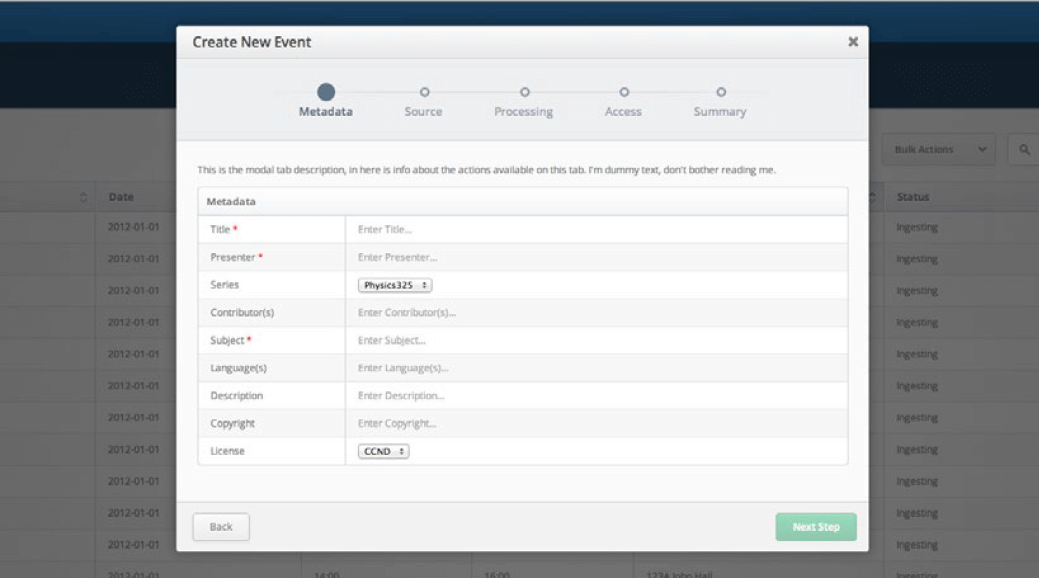 Create New Event ✖
Metadata Source Processing Access Summary
Bulk Actions
This is the modal tab description, in here is info about the actions available on this tab. I'm dummy text, don't bother reading me.
Date Status
Metadata
Title *
Enter Title...
Presenter *
Enter Presenter...
Series
Physics325
Contributor(s)
Enter Contributor(s)...
Subject *
Enter Subject...
Language(s)
Enter Language(s)...
Description
Enter Description...
Copyright
Enter Copyright...
License
CCND
2012-01-01 Ingesting
2012-01-01 Ingesting
2012-01-01 Ingesting
2012-01-01 Ingesting
2012-01-01 Ingesting
2012-01-01 Ingesting
2012-01-01 Ingesting
2012-01-01 Ingesting
2012-01-01 Ingesting
2012-01-01 Ingesting
2012-01-01 Ingesting
Back
Next Step
2012-01-01 14:00 16:00 123A John Hall